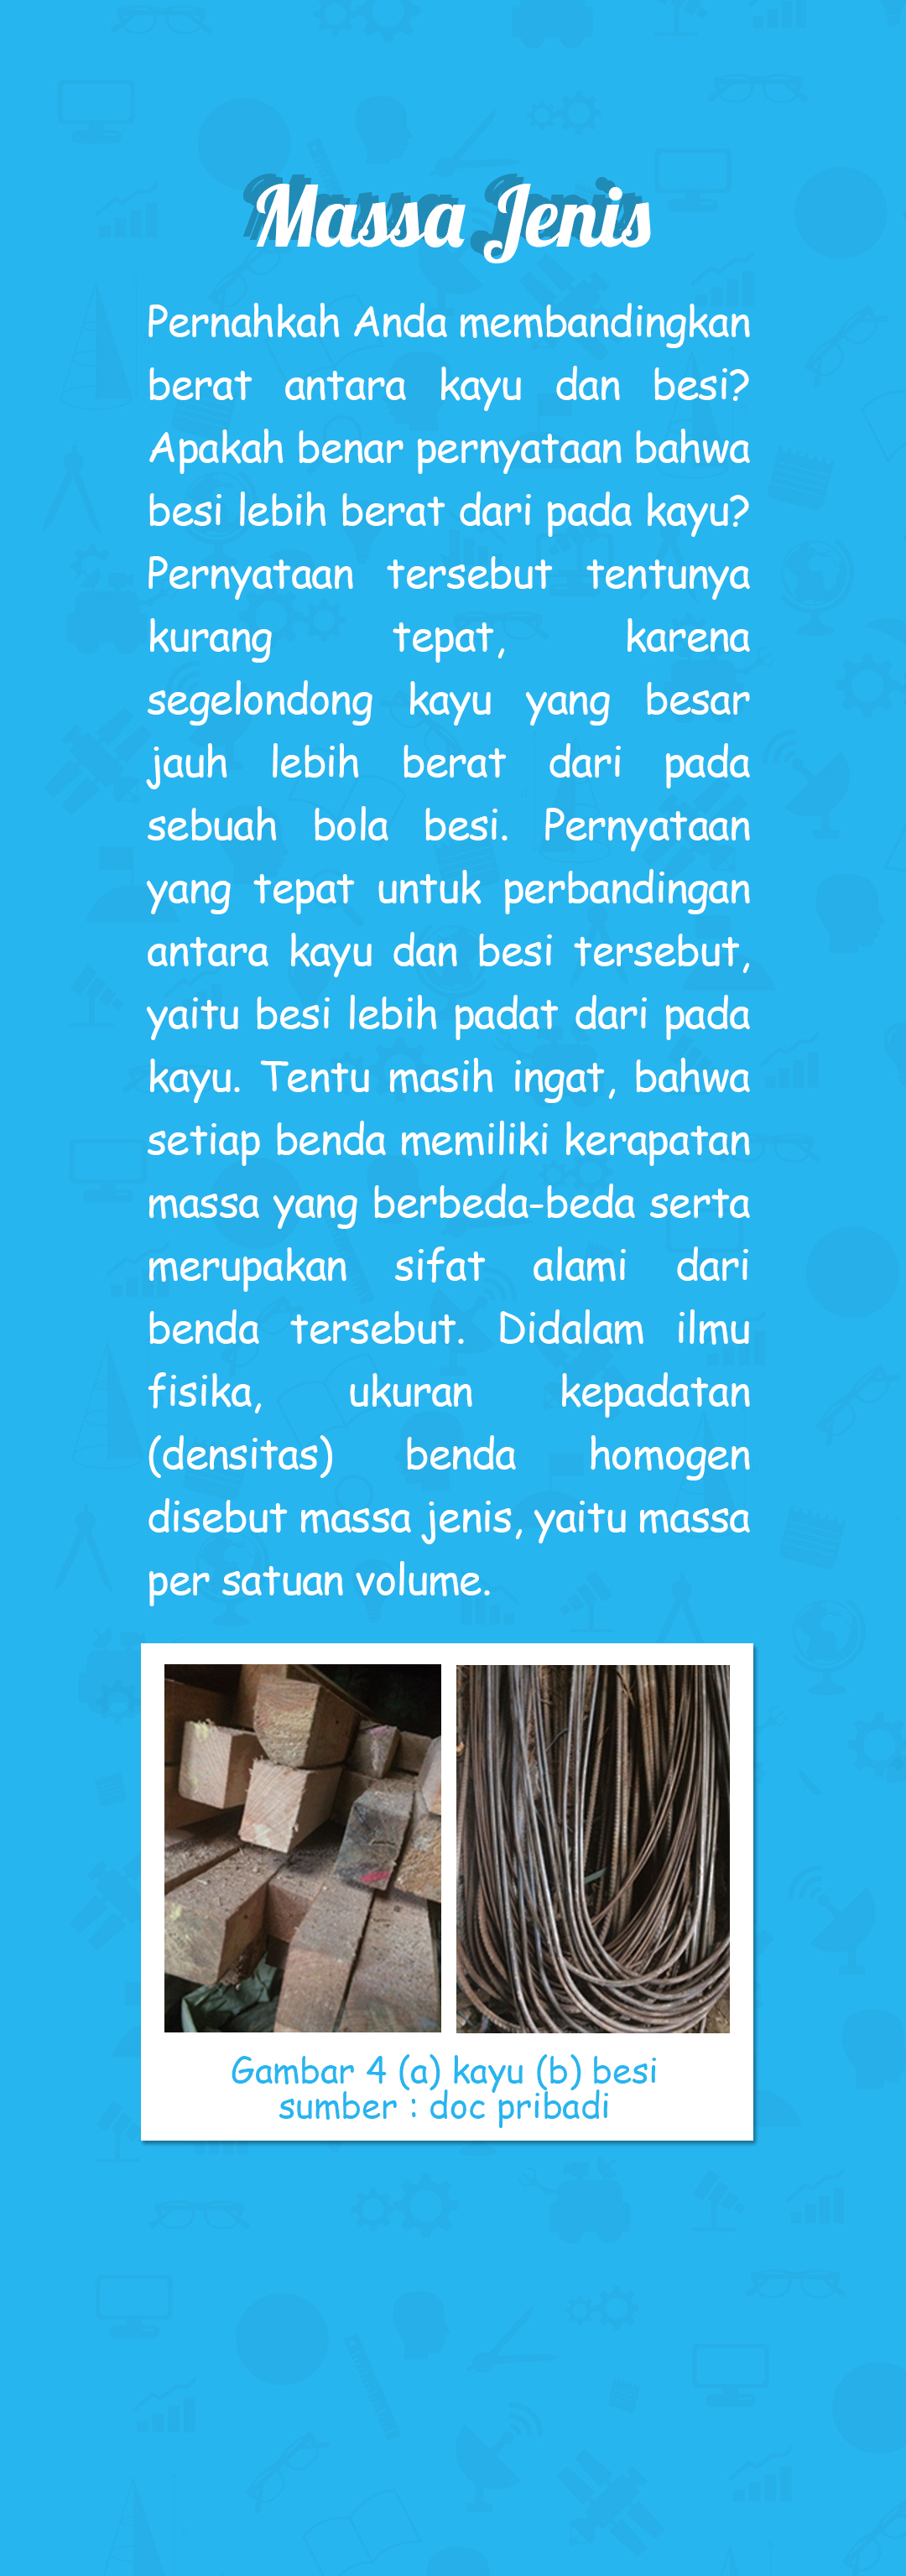 Massa Jenis
Pernahkah Anda membandingkan
berat antara kayu dan besi?
Apakah benar pernyataan bahwa
besi lebih berat dari pada kayu?
Pernyataan tersebut tentunya
kurang tepat, karena
segelondong kayu yang besar
jauh lebih berat dari pada
sebuah bola besi. Pernyataan
yang tepat untuk perbandingan
antara kayu dan besi tersebut,
yaitu besi lebih padat dari pada
kayu. Tentu masih ingat, bahwa
setiap benda memiliki kerapatan
massa yang berbeda-beda serta
merupakan sifat alami dari
benda tersebut. Didalam ilmu
fisika, ukuran kepadatan
(densitas) benda homogen
disebut massa jenis, yaitu massa
per satuan volume.
Gambar 4 (a) kayu (b) besi
sumber : doc pribadi